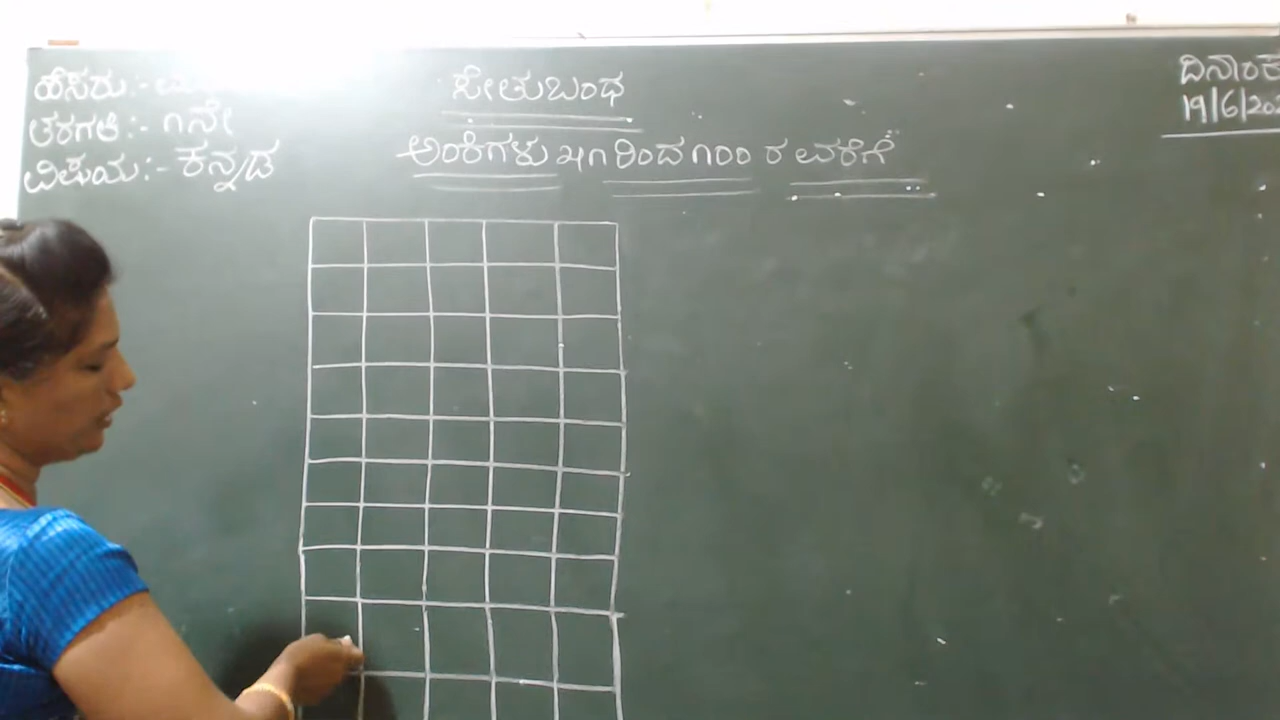 ಹೆಸರು:-
ತರಗತಿ:- ೧ನೇ
ವಿಷಯ:- ಕನ್ನಡ
ಸೇತುಬಂಧ
ಅಂಕಿಗಳು ೫೧ ರಿಂದ ೧೦೦ ರ ವರೆಗೆ
ದಿನಾಂಕ
19/6/20